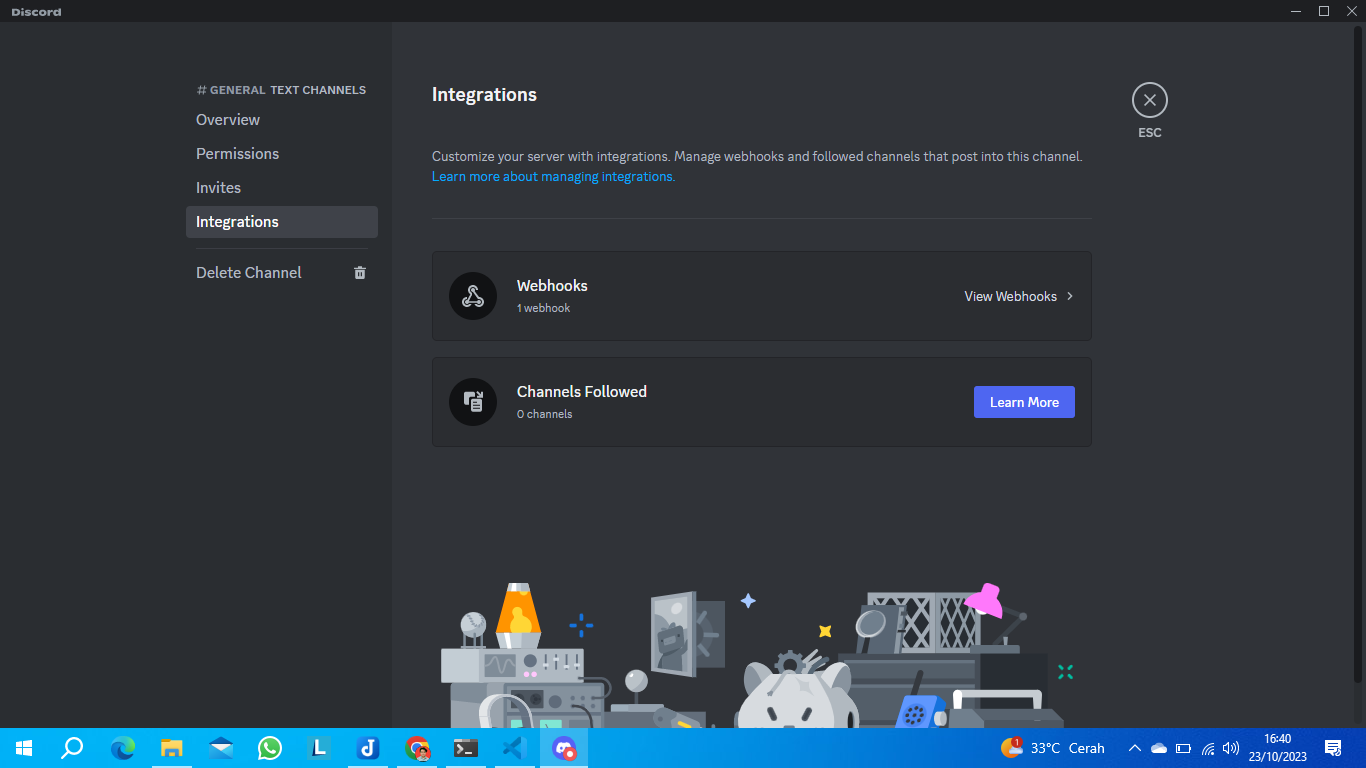 Discord
# GENERAL TEXT CHANNELS
Overview
Permissions
Invites
Integrations
Delete Channel
Integrations
ESC
Customize your server with integrations. Manage webhooks and followed channels that post into this channel.
Learn more about managing integrations.
Webhooks
1 webhook
View Webhooks
Channels Followed
0 channels
Learn More
L
1
33°C Cerah
16:40
23/10/2023